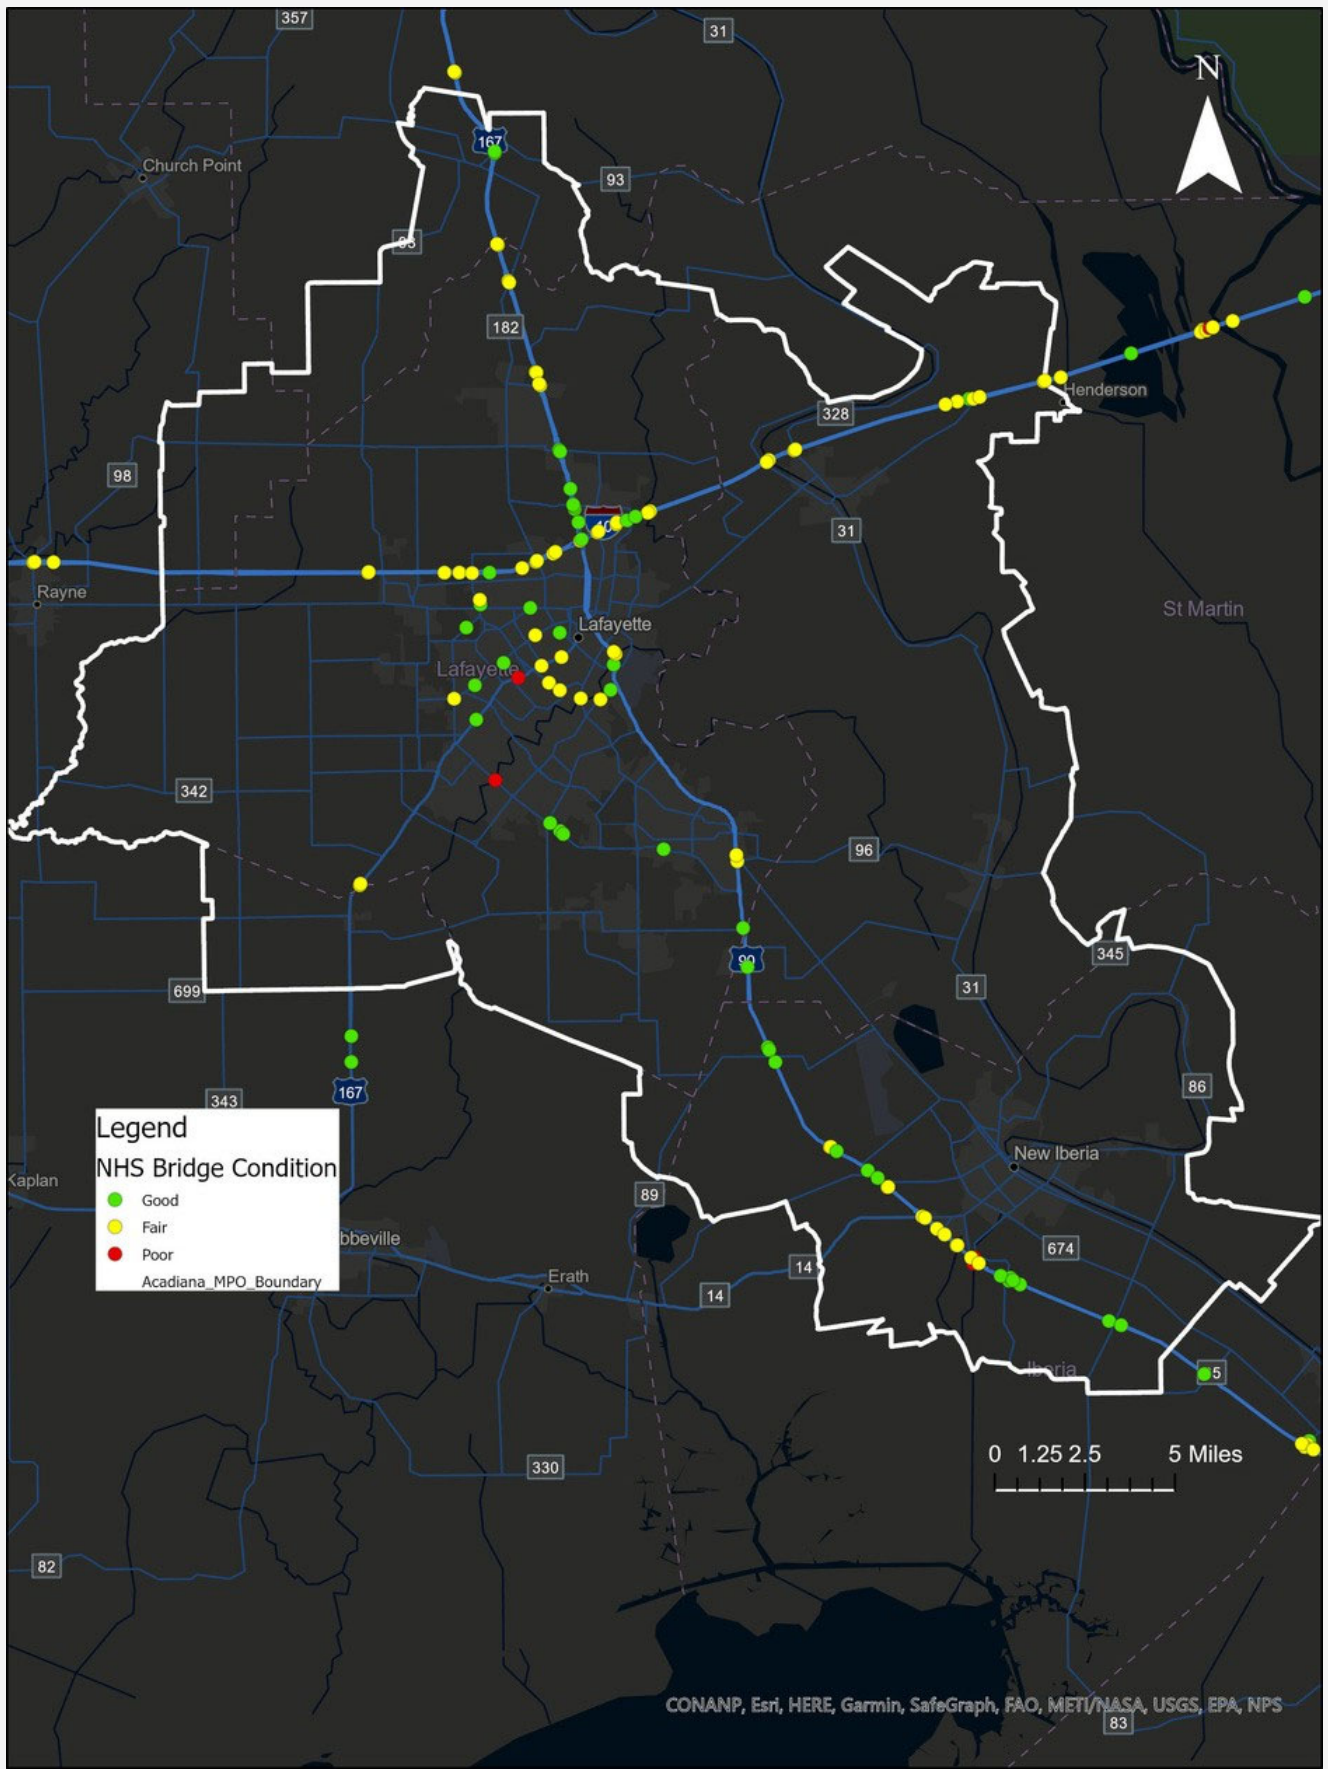 357
31
N
167
Church Point
93
93
182
Henderson
328
98
31
Rayne
St Martin
Lafayette
Lafayette
342
96
90
345
699
31
167
343
86
Legend
NHS Bridge Condition
Good
Fair
Poor
Acadiana_MPO_Boundary
New Iberia
Kaplan
89
bbeville
674
14
Erath
14
Iberia
5
0 1.25 2.5 5 Miles
330
82
CONANP, Esri, HERE, Garmin, SafeGraph, FAO, METI/NASA, USGS, EPA, NPS
83